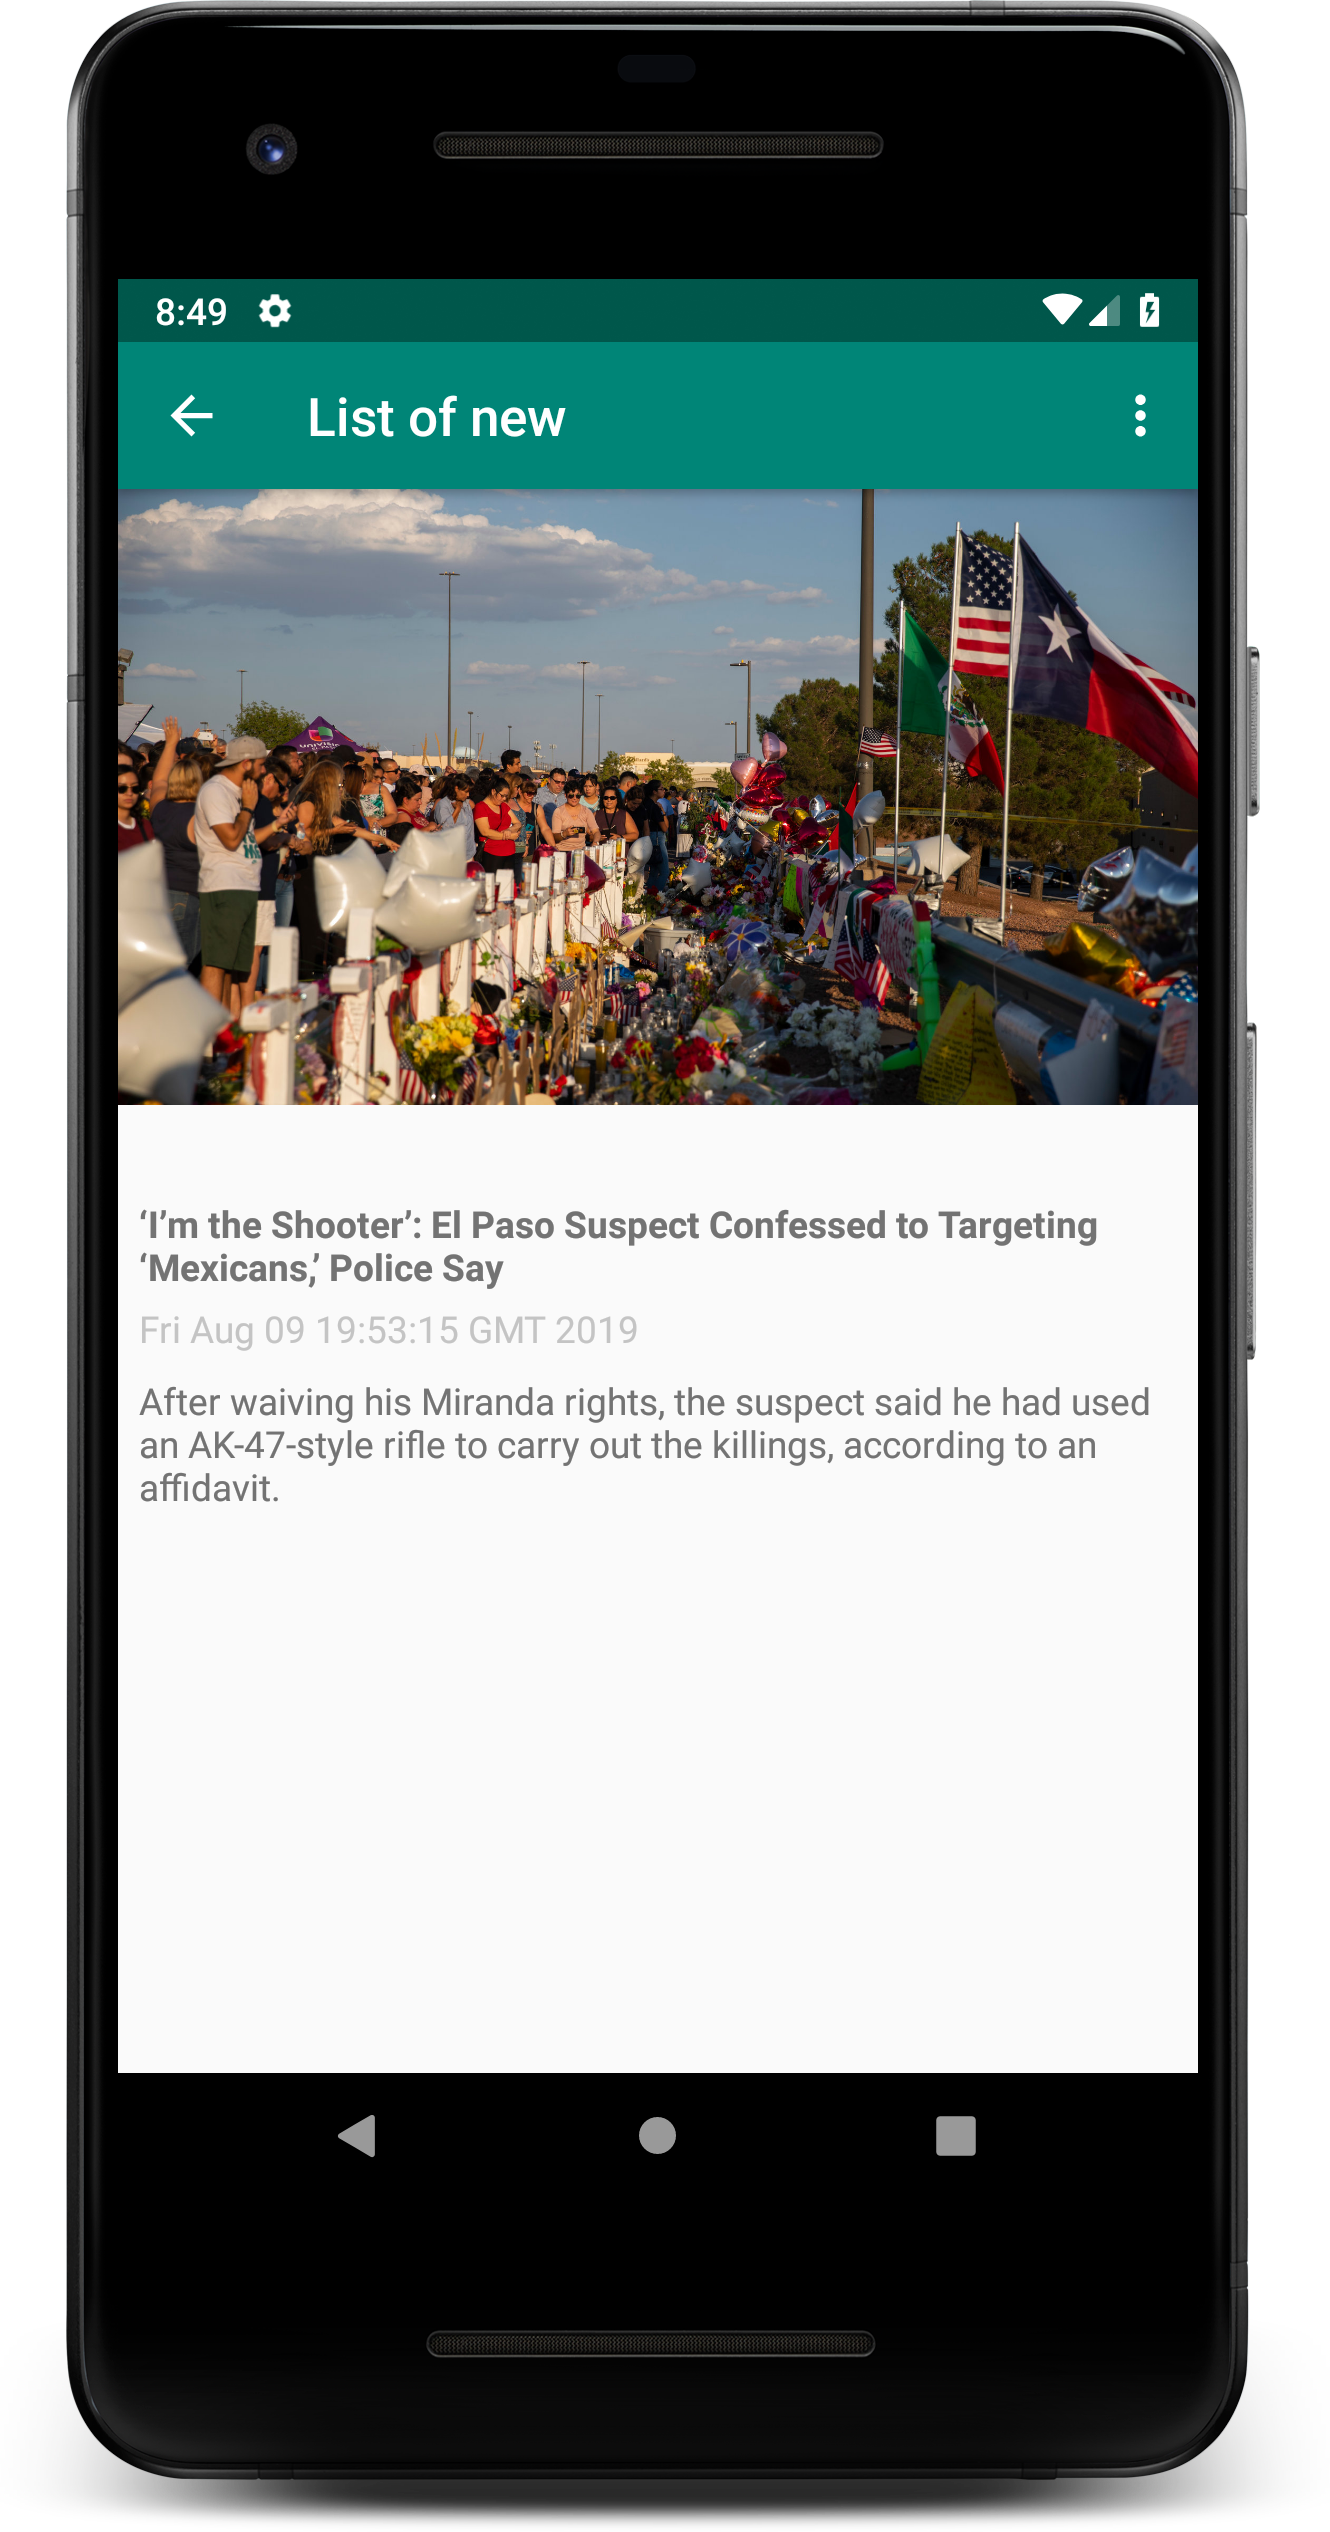 8:49
List of new
UNIVISION
‘I’m the Shooter’: El Paso Suspect Confessed to Targeting
‘Mexicans,’ Police Say
Fri Aug 09 19:53:15 GMT 2019
After waiving his Miranda rights, the suspect said he had used
an AK-47-style rifle to carry out the killings, according to an
affidavit.